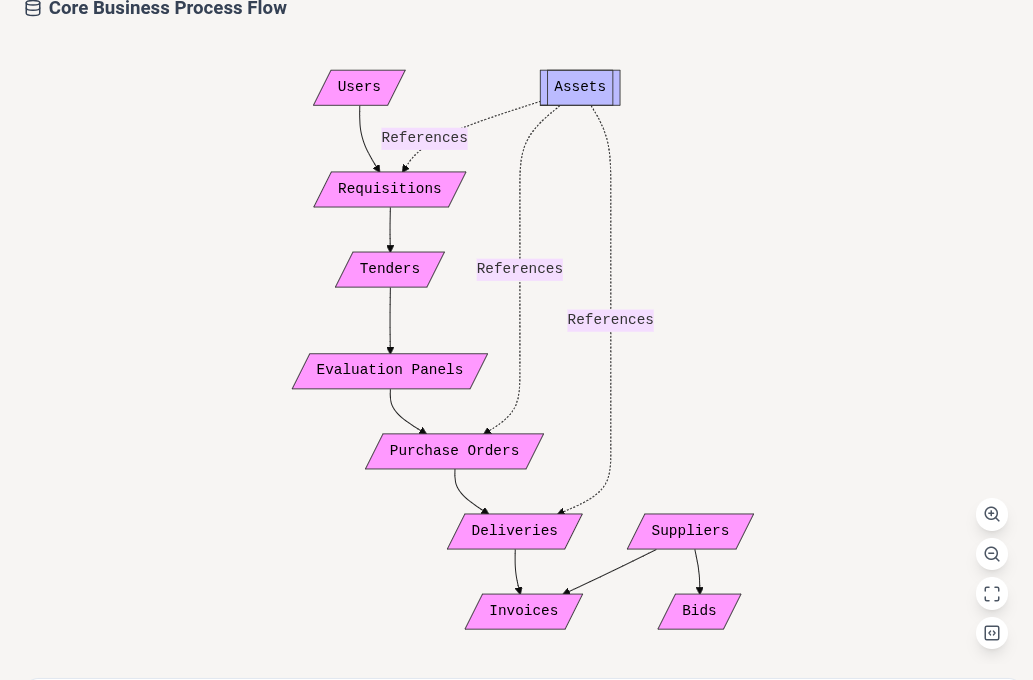 Core Business Process Flow
Users
Assets
References
Requisitions
Tenders
References
References
Evaluation Panels
Purchase Orders
Deliveries
Suppliers
Invoices
Bids